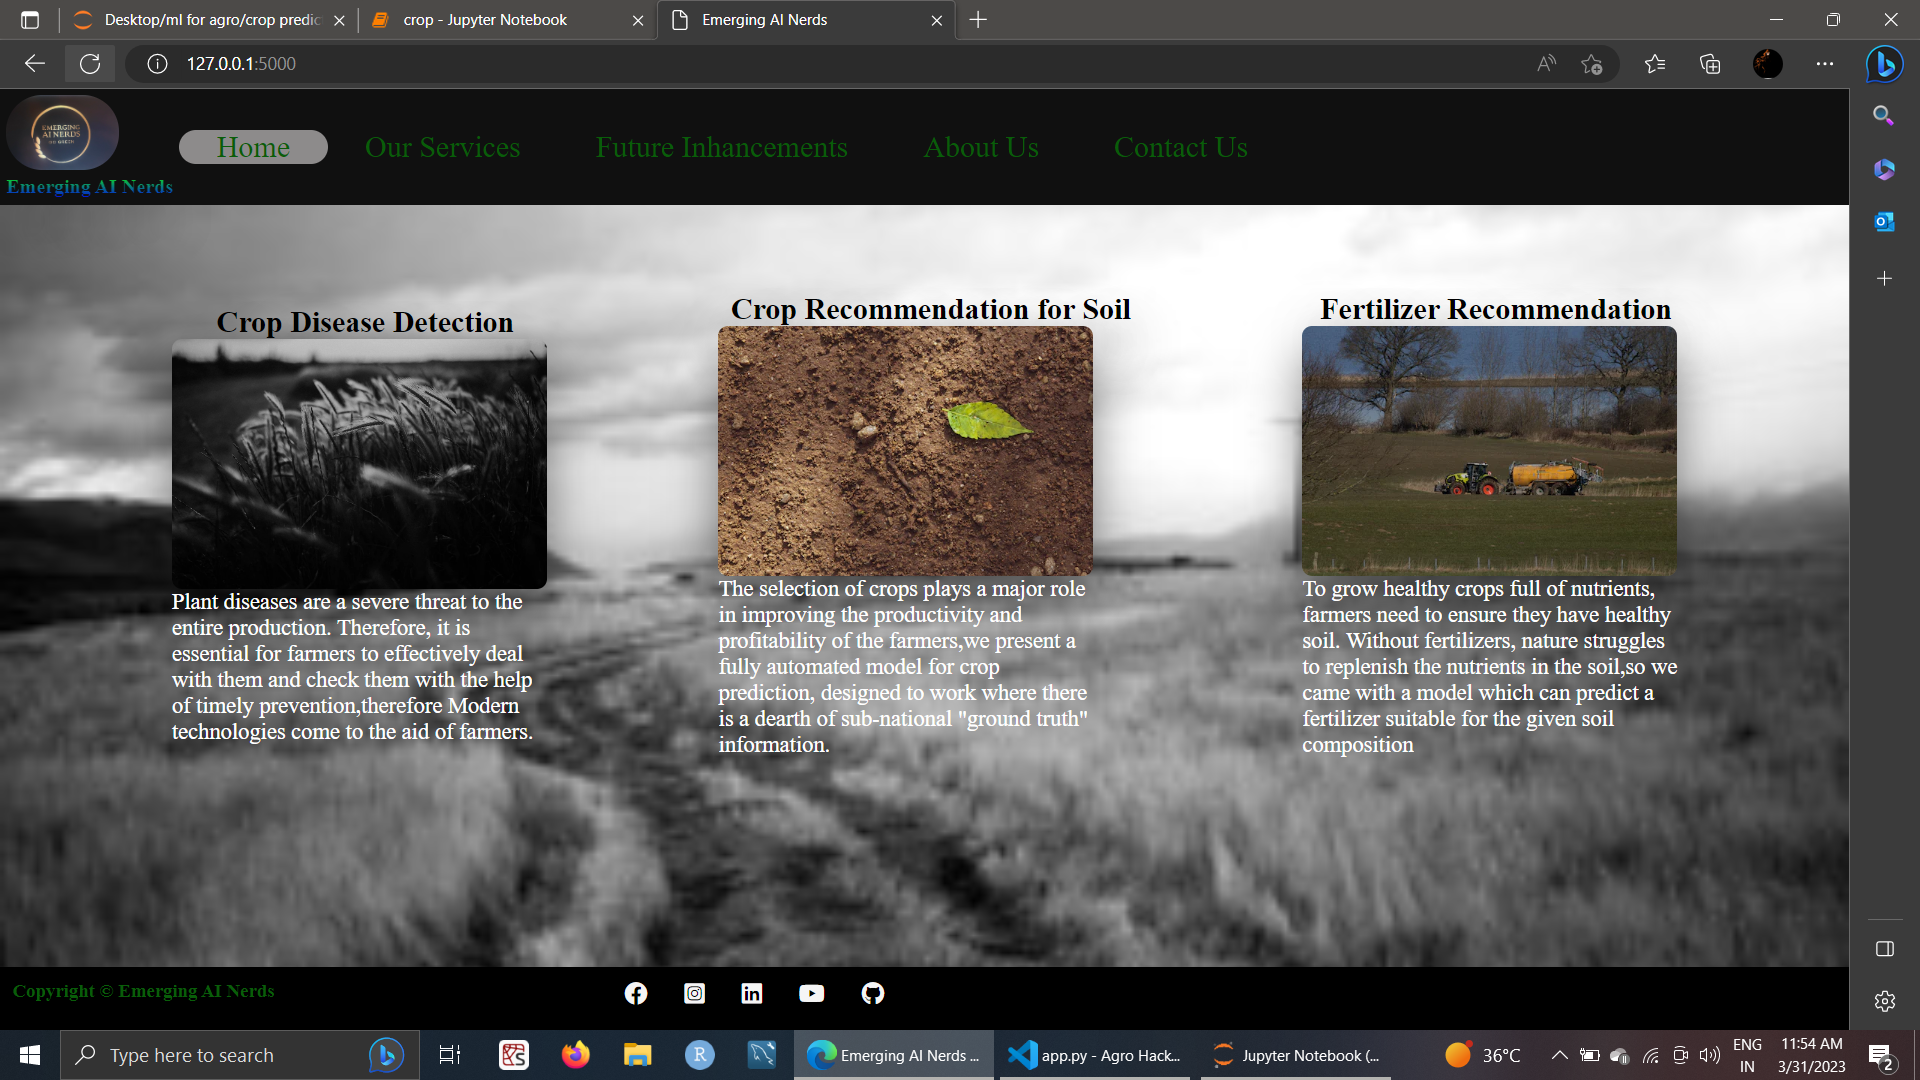 Desktop/ml for agro/crop predic
crop - Jupyter Notebook
Emerging AI Nerds
127.0.0.1:5000
EMERGING
AI NERDS
Emerging AI Nerds
Home
Our Services
Future Inhancements
About Us
Contact Us
Crop Disease Detection
Plant diseases are a severe threat to the
entire production. Therefore, it is
essential for farmers to effectively deal
with them and check them with the help
of timely prevention,therefore Modern
technologies come to the aid of farmers.
Crop Recommendation for Soil
The selection of crops plays a major role
in improving the productivity and
profitability of the farmers,we present a
fully automated model for crop
prediction, designed to work where there
is a dearth of sub-national "ground truth"
information.
Fertilizer Recommendation
To grow healthy crops full of nutrients,
farmers need to ensure they have healthy
soil. Without fertilizers, nature struggles
to replenish the nutrients in the soil,so we
came with a model which can predict a
fertilizer suitable for the given soil
composition
Copyright © Emerging AI Nerds
Type here to search
Emerging AI Nerds ...
app.py - Agro Hack...
Jupyter Notebook (...
36°C
ENG
IN
11:54 AM
3/31/2023
2